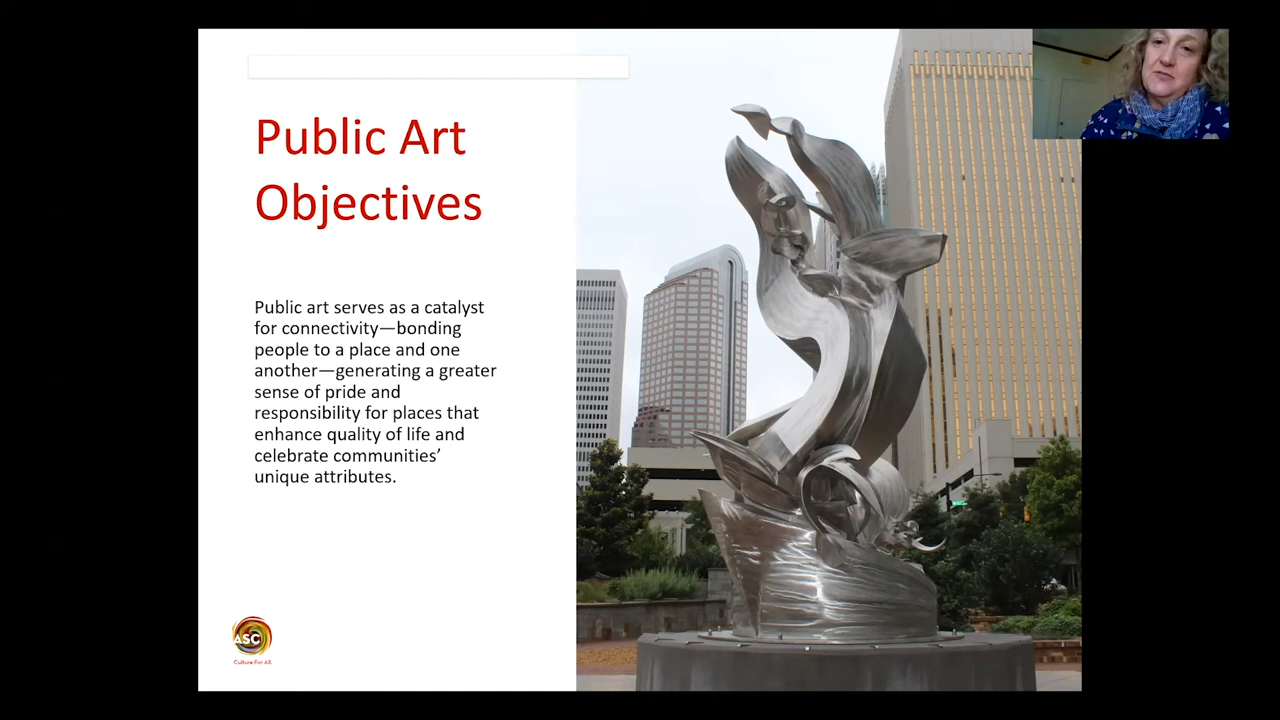 Public Art
Objectives
Public art serves as a catalyst
for connectivity—bonding
people to a place and one
another—generating a greater
sense of pride and
responsibility for places that
enhance quality of life and
celebrate communities’
unique attributes.
ASC
Culture For All.